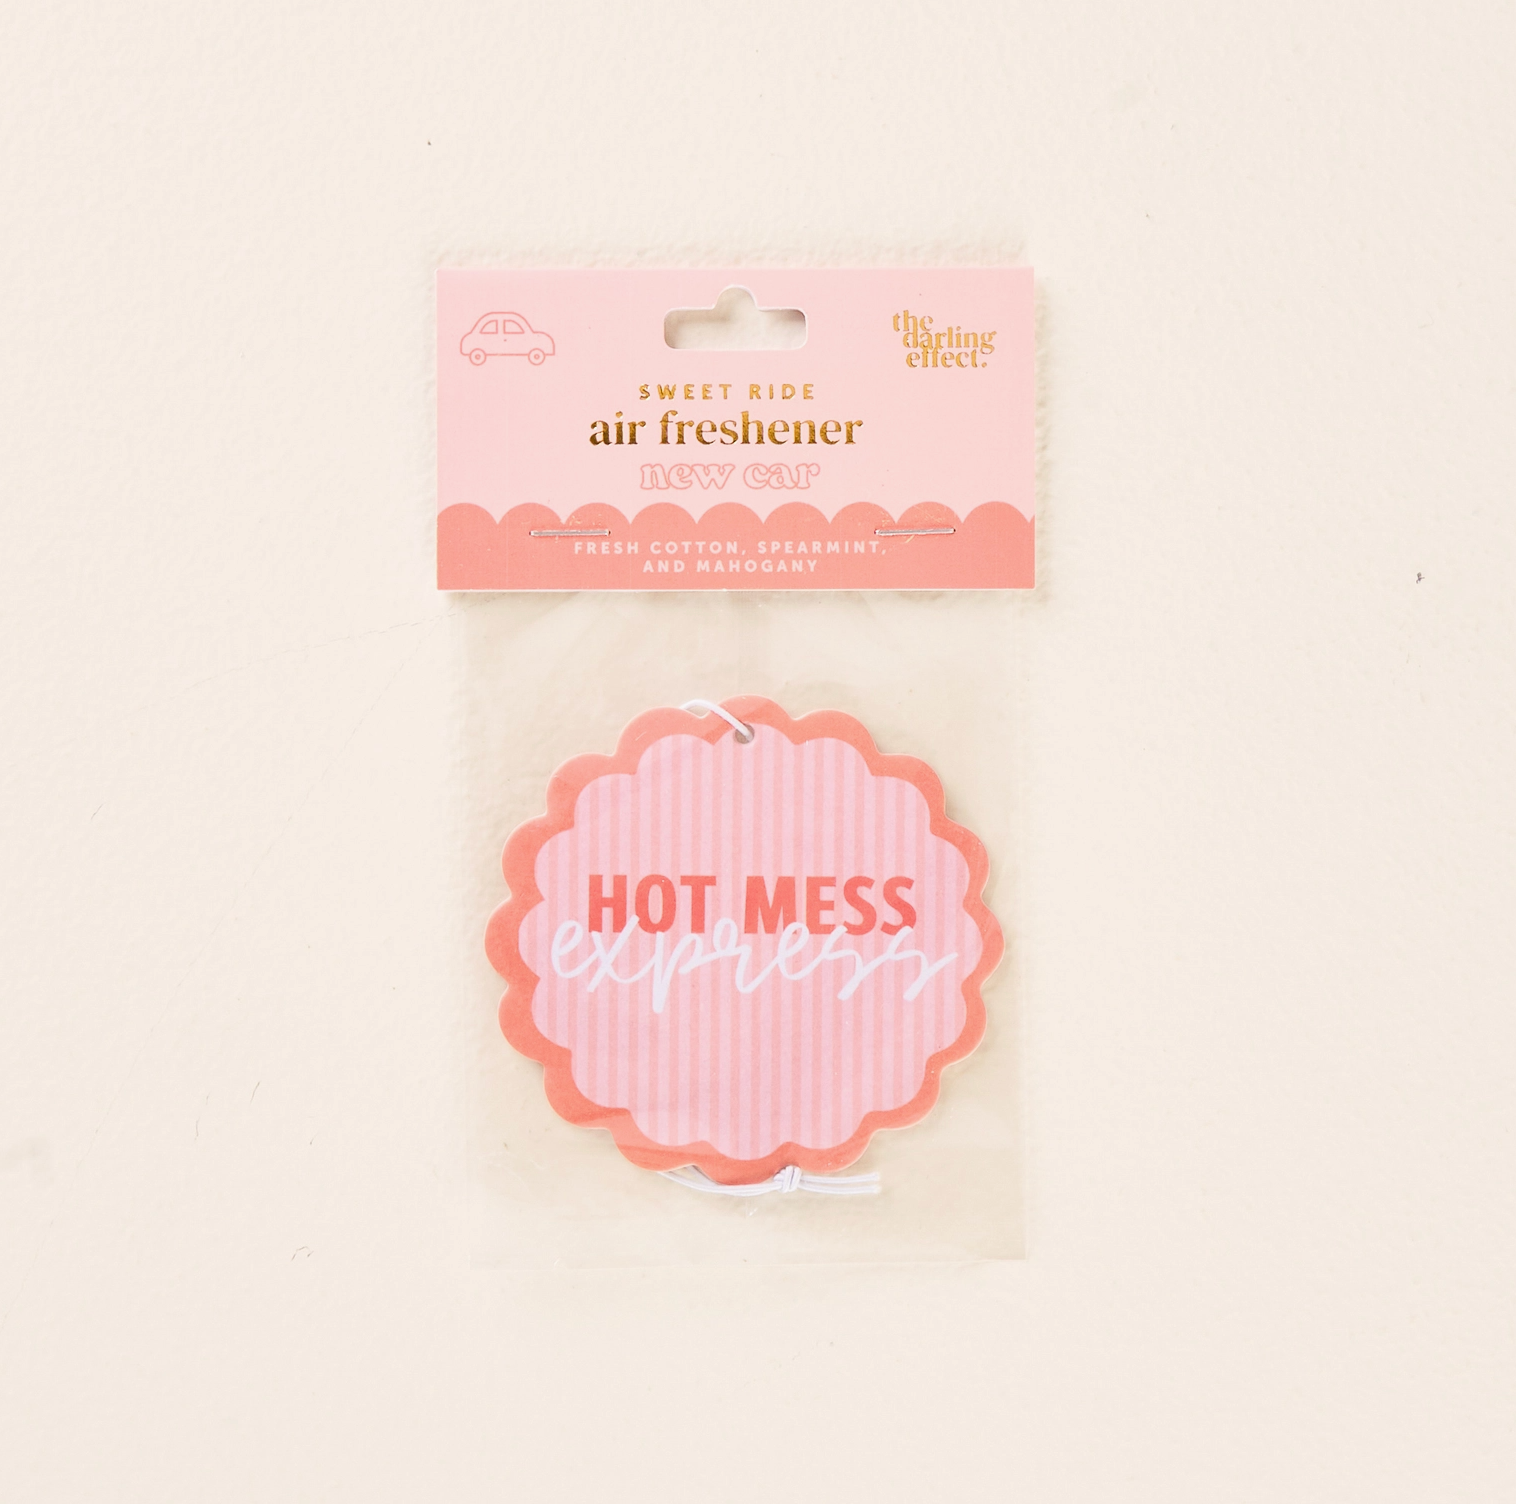 the
darling
effect.
SWEET RIDE
air freshener
new car
FRESH COTTON, SPEARMINT,
AND MAHOGANY
HOT MESS
express